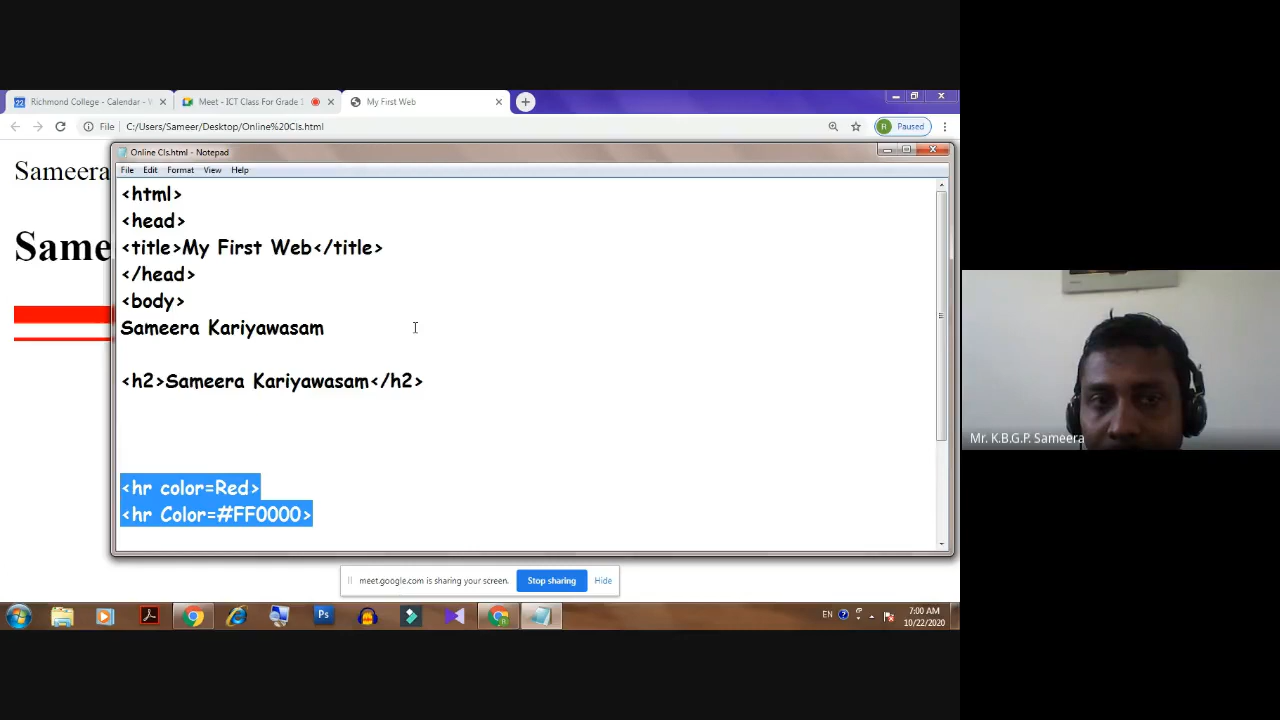 Richmond College - Calendar -
Meet - ICT Class For Grade
My First Web
File
C:/Users/Sameer/Desktop/Online%20Cls.html
R Paused
Sameera
Same
Online Cls.html - Notepad
File Edit Format View Help
<html>
<head>
<title>My First Web</title>
</head>
<body>
Sameera Kariyawasam
<h2>Sameera Kariyawasam</h2>
<hr color=Red>
<hr Color=#FF0000>
meet.google.com is sharing your screen.
Stop sharing
Hide
Ps
EN
7:00 AM
10/22/2020
Mr. K.B.G.P. Sameera